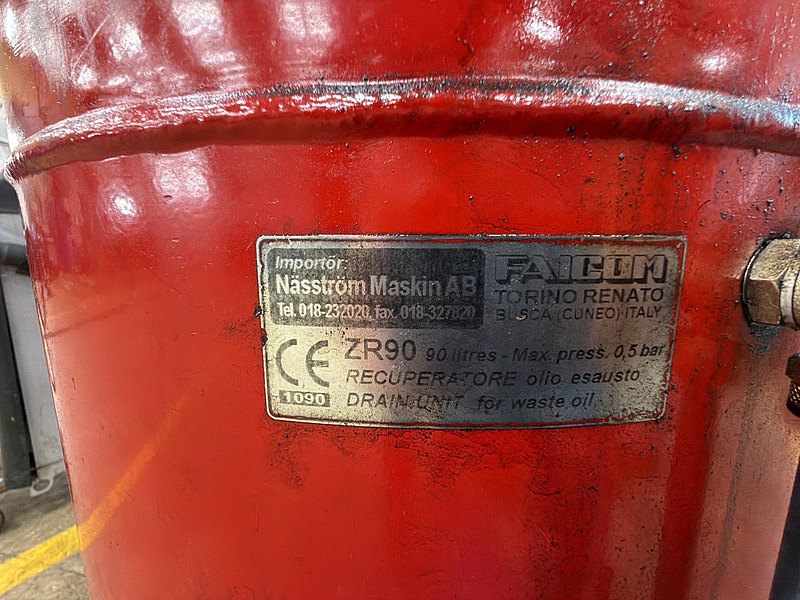 Importör
Nässtrom Maskin AB
Tel. 018-232020, fax. 018-327820
FAICOM
TORINO RENATO
BUSCA (CUNEO) ITALY
CE
1090
ZR90 90 litres - Max. press. 0,5 bar
RECUPERATORE olio esausto
DRAIN UNIT for waste oil